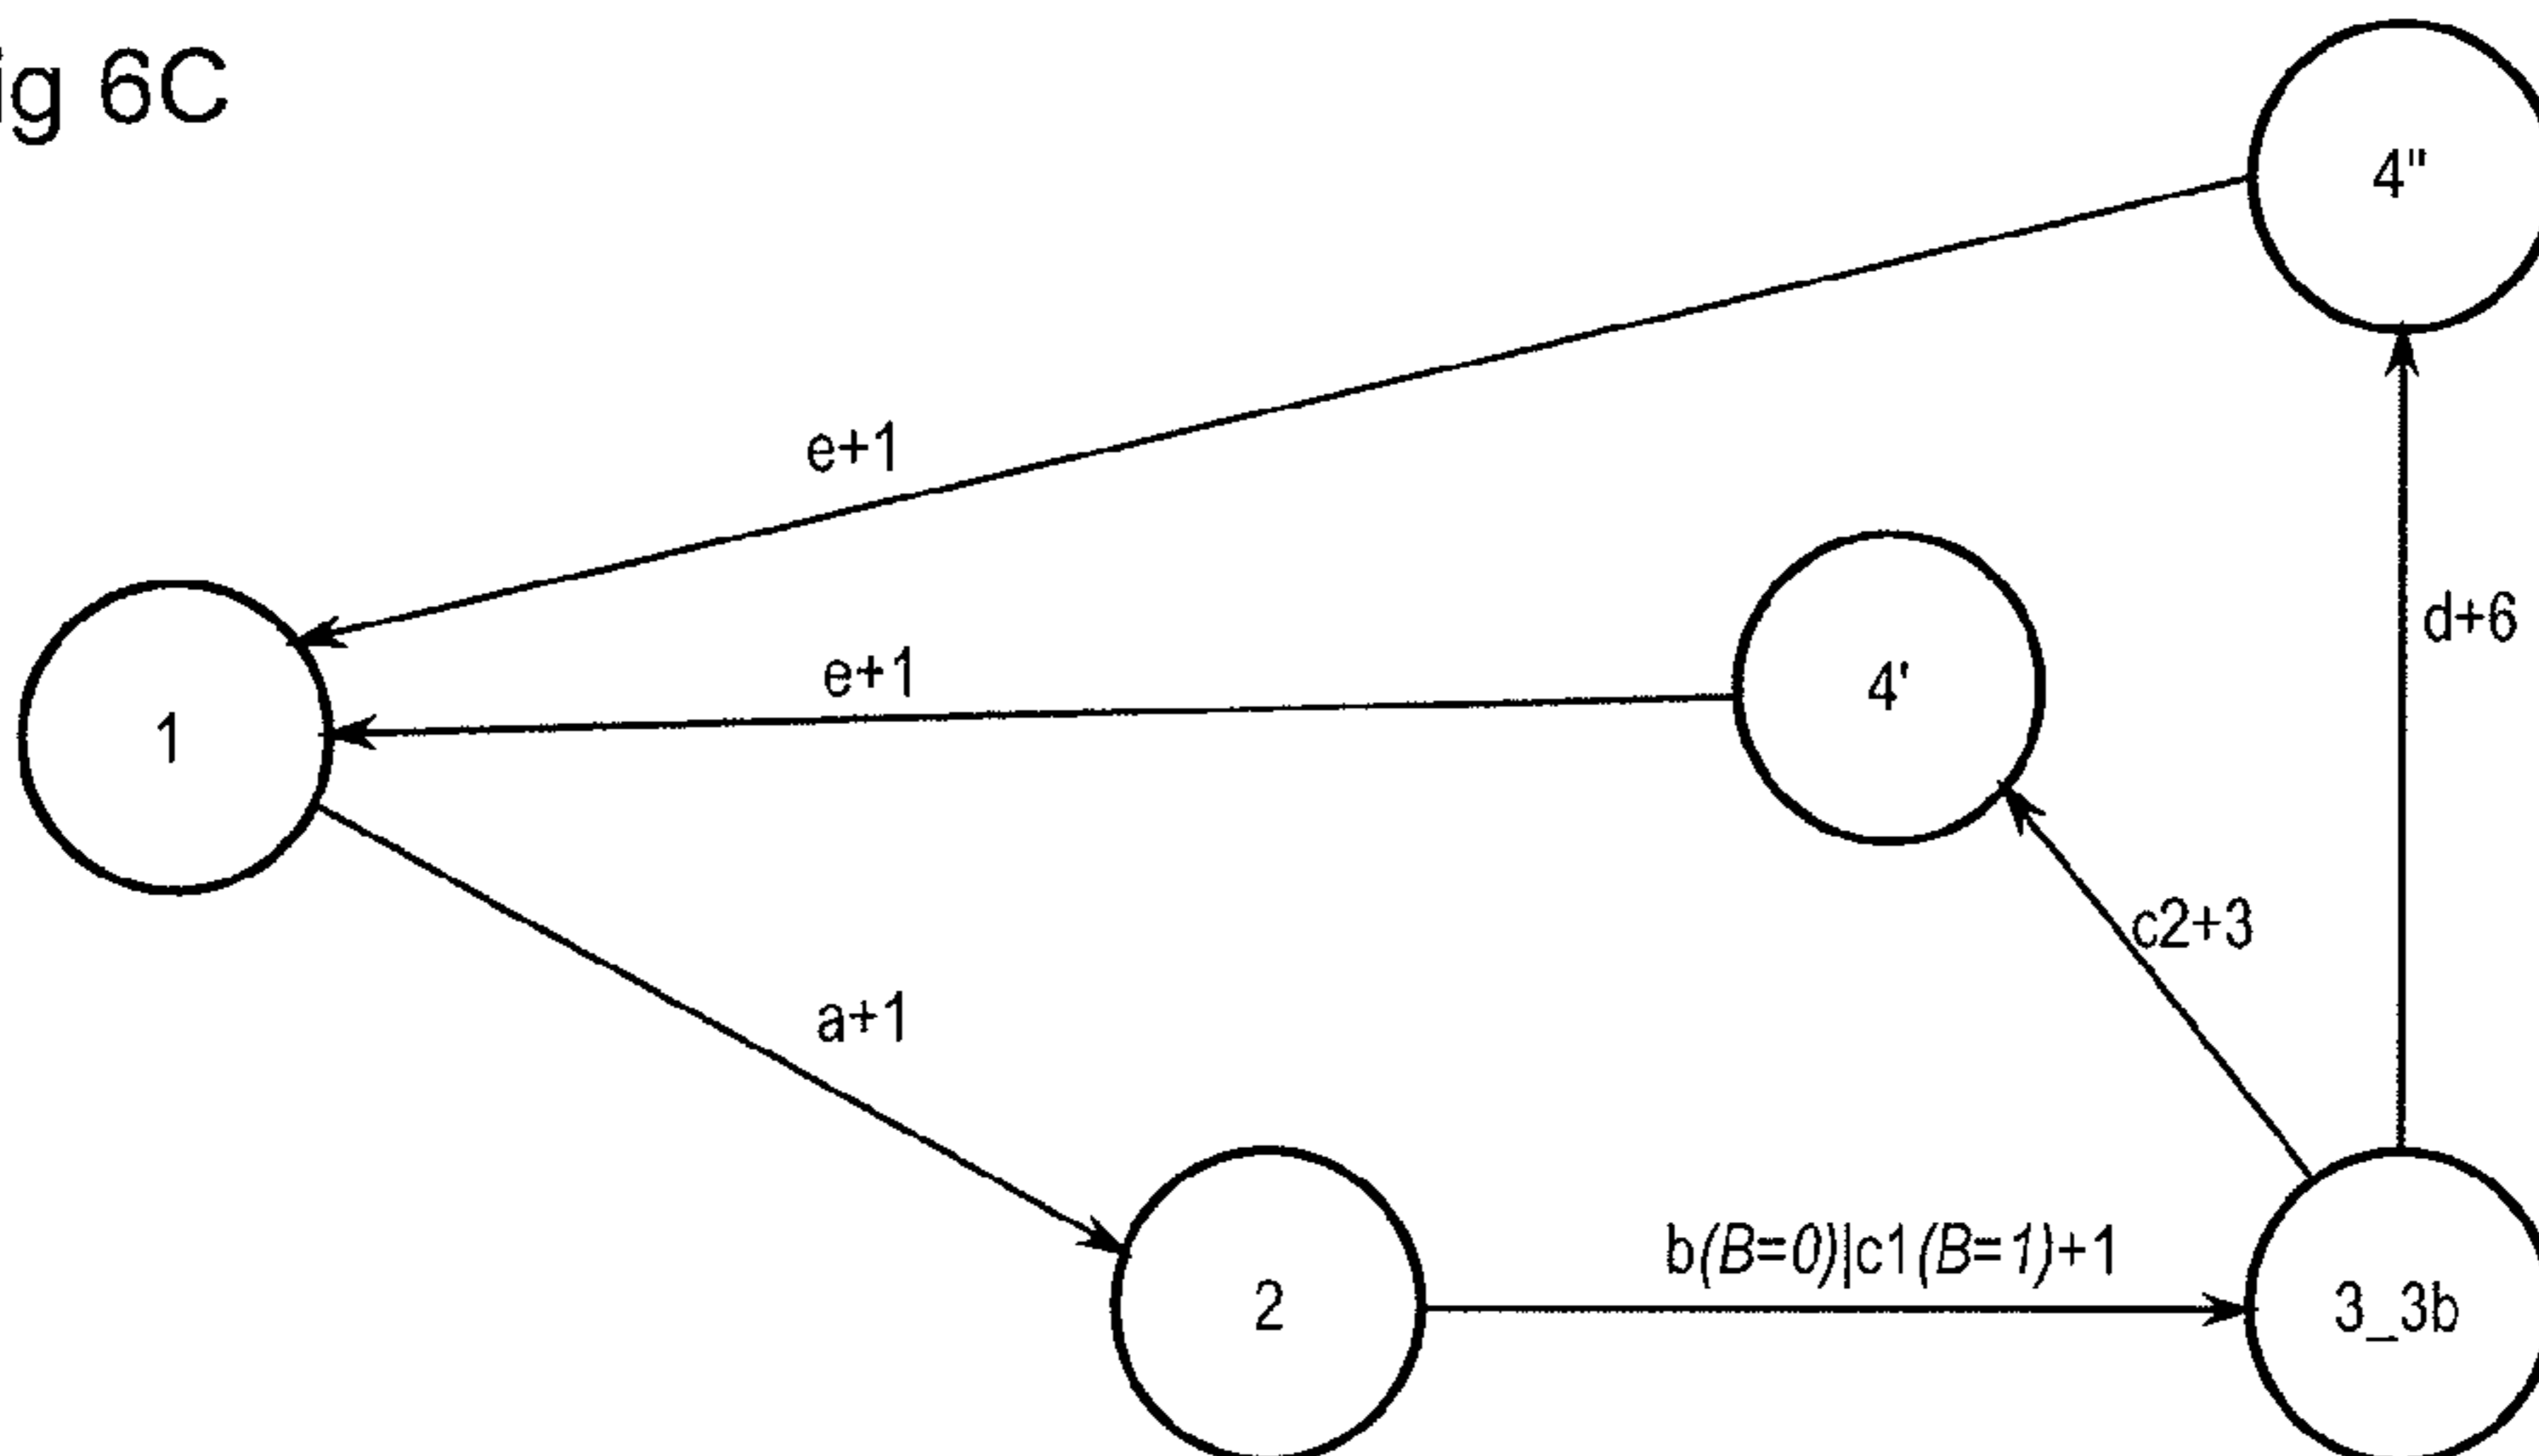 ig 6C
4"
e+1
d+6
e+1
4'
1
c2+3
a+1
b(B=0)|c1(B=1)+1
2
3_3b